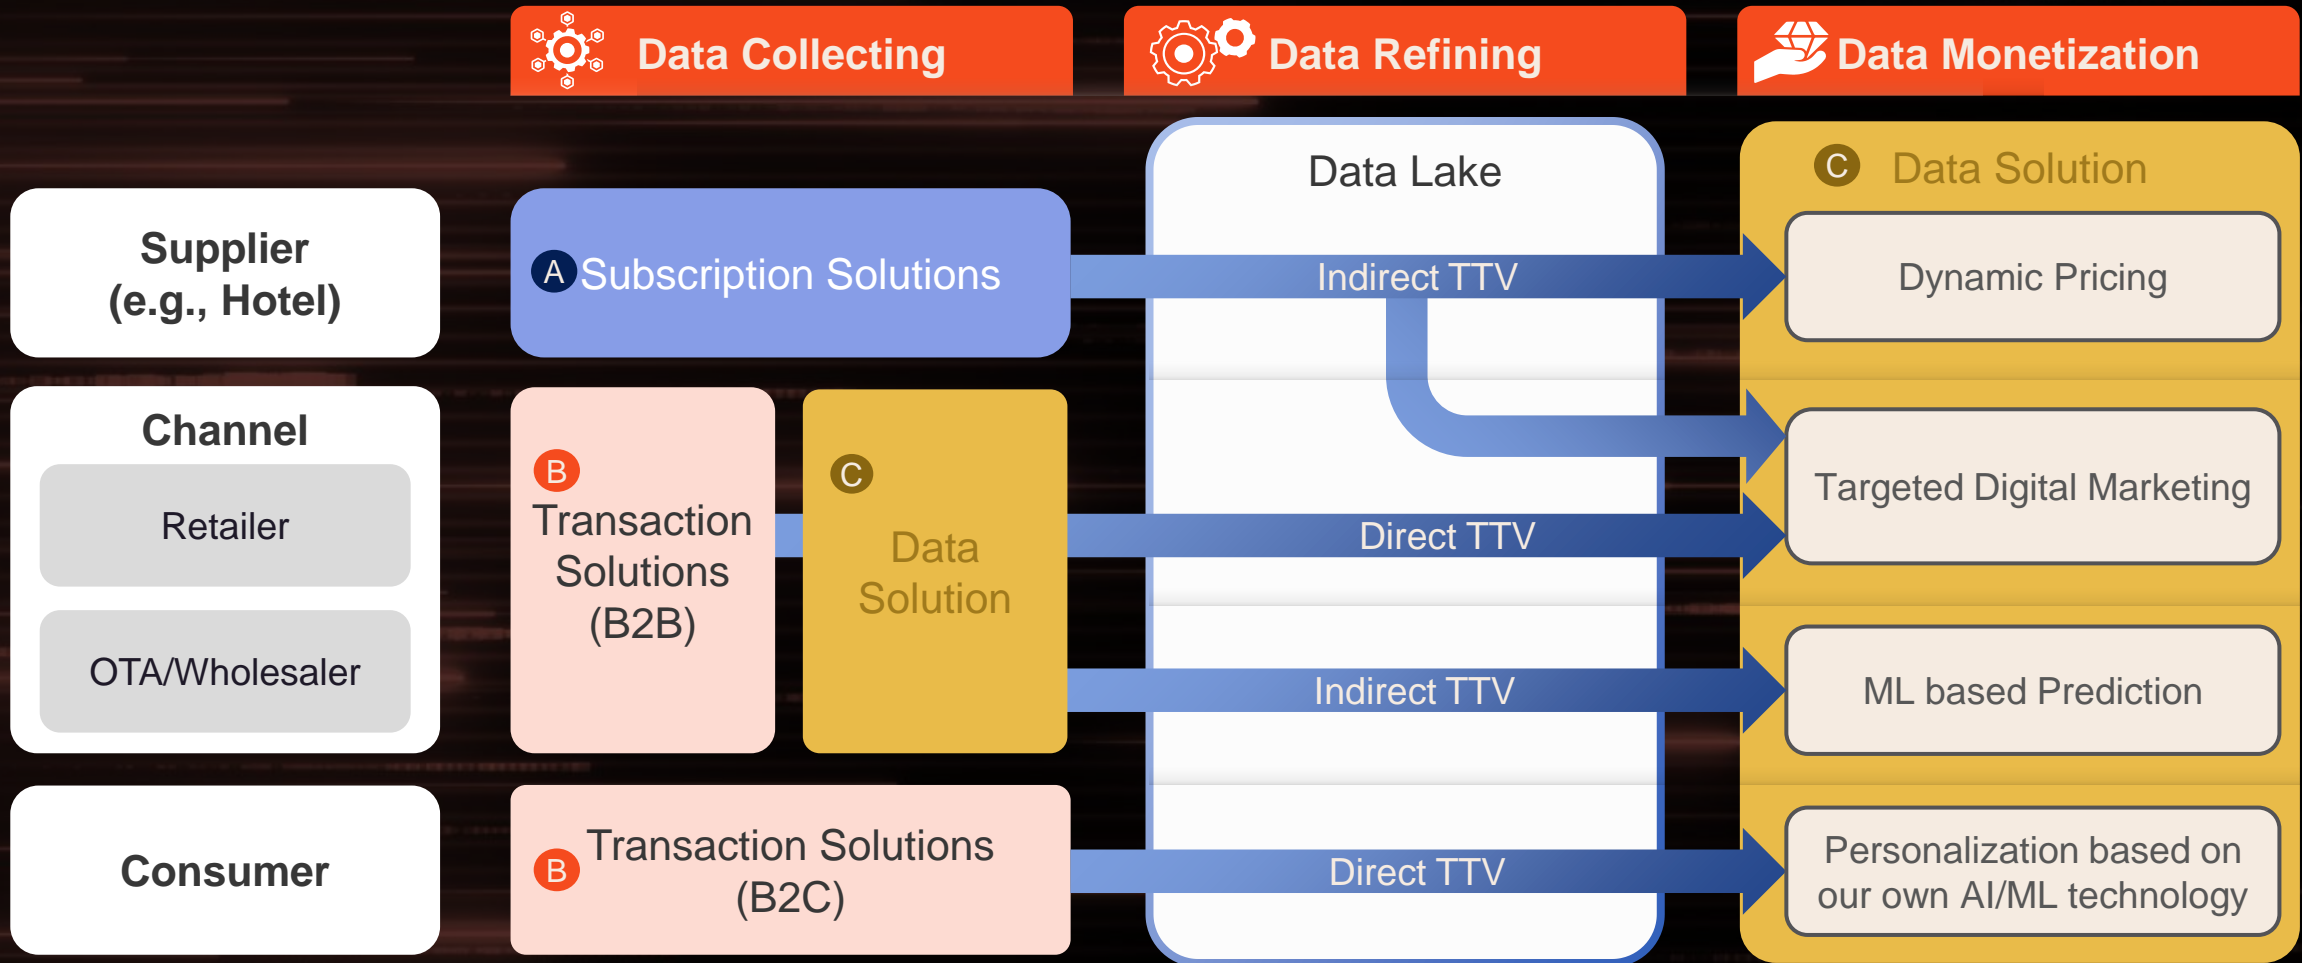 Data Collecting
Data Refining
Data Monetization
Supplier
(e.g., Hotel)
A Subscription Solutions
Data Lake
Indirect TTV
C Data Solution
Dynamic Pricing
Channel
Retailer
OTA/Wholesaler
B
Transaction
Solutions
(B2B)
C
Data
Solution
Direct TTV
Targeted Digital Marketing
Indirect TTV
ML based Prediction
Consumer
B Transaction Solutions
(B2C)
Direct TTV
Personalization based on
our own AI/ML technology